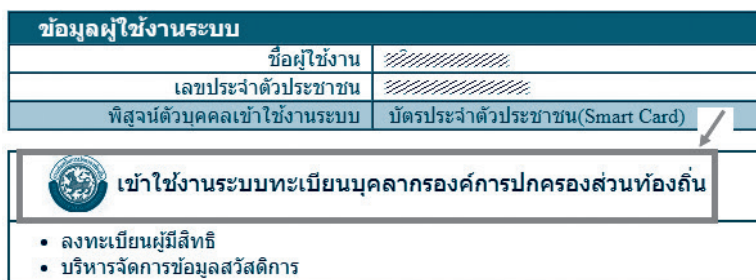 ข้อมูลผู้ใช้งานระบบ
ชื่อผู้ใช้งาน
เลขประจำตัวประชาชน
พิสูจน์ตัวบุคคลเข้าใช้งานระบบ บัตรประจำตัวประชาชน(Smart Card)
เข้าใช้งานระบบทะเบียนบุคลากรองค์การปกครองส่วนท้องถิ่น
• ลงทะเบียนผู้มีสิทธิ
• บริหารจัดการข้อมูลสวัสดิการ